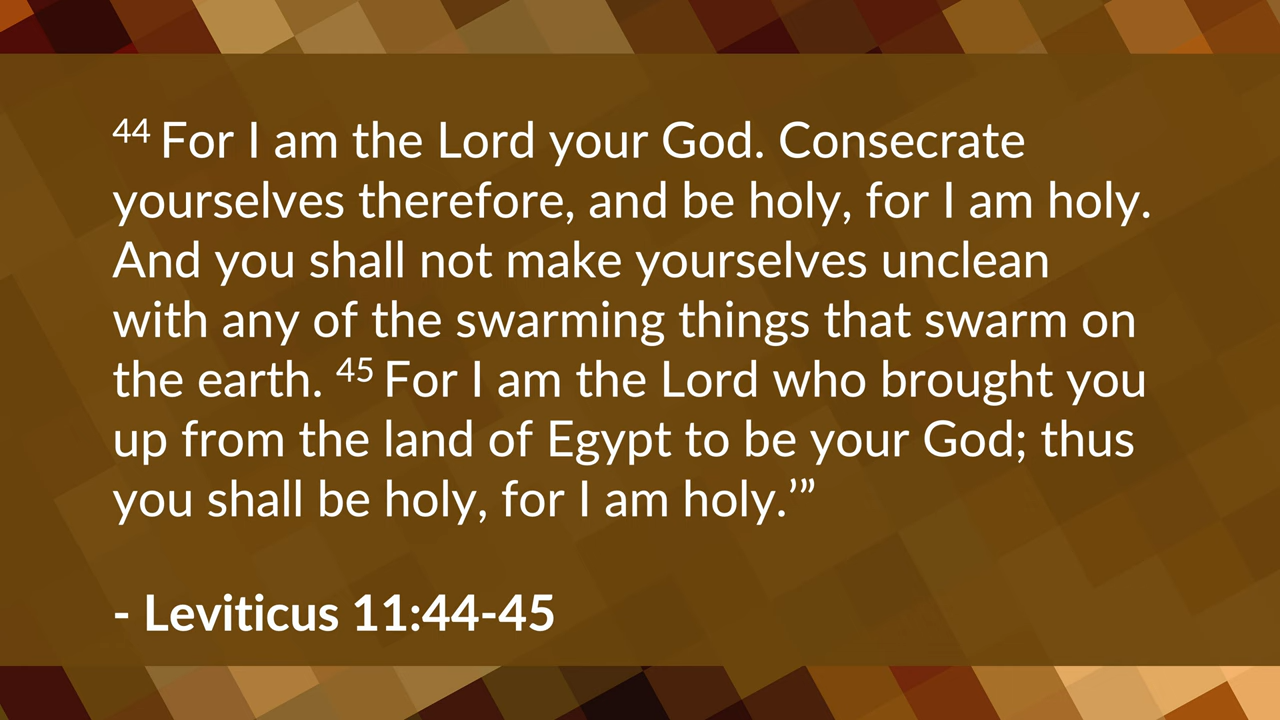 44 For I am the Lord your God. Consecrate
yourselves therefore, and be holy, for I am holy.
And you shall not make yourselves unclean
with any of the swarming things that swarm on
the earth. 45 For I am the Lord who brought you
up from the land of Egypt to be your God; thus
you shall be holy, for I am holy.’”
- Leviticus 11:44-45